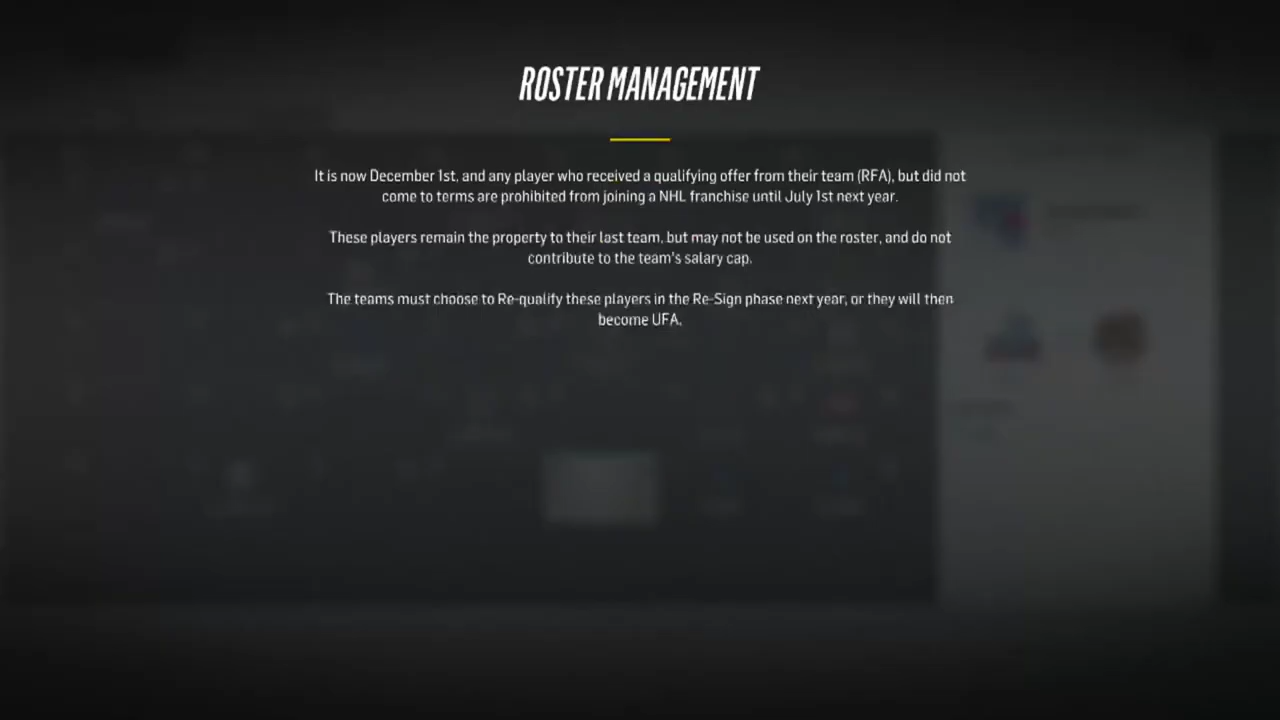 ROSTER MANAGEMENT
It is now December 1st, and any player who received a qualifying offer from their team (RFA), but did not
come to terms are prohibited from joining a NHL franchise until July 1st next year.
These players remain the property to their last team, but may not be used on the roster, and do not
contribute to the team's salary cap.
The teams must choose to Re-qualify these players in the Re-Sign phase next year, or they will then
become UFA.